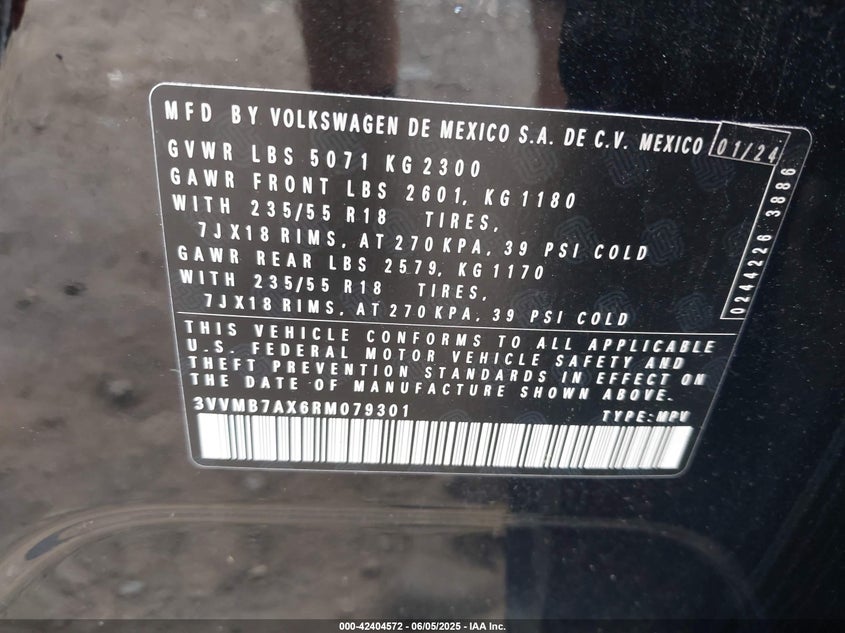 MFD BY VOLKSWAGEN DE MEXICO S.A. DE C.V. MEXICO 01/24
GVWR LBS 5071 KG 2300
GAWR FRONT LBS 2601, KG 1180
WITH 235/55 R18 TIRES,
7JX18 RIMS, AT 270 KPA, 39 PSI COLD
GAWR REAR LBS 2579, KG 1170
WITH 235/55 R18 TIRES,
7JX18 RIMS, AT 270 KPA, 39 PSI COLD
0244226 3886
THIS VEHICLE CONFORMS TO ALL APPLICABLE
U.S. FEDERAL MOTOR VEHICLE SAFETY AND
THEFT PREVENTION STANDARDS IN EFFECT ON
THE DATE OF MANUFACTURE SHOWN ABOVE.
3VVMB7AX6RM079301 TYPE:MPV
000-42404572 | 06/05/2025 - IAA Inc.